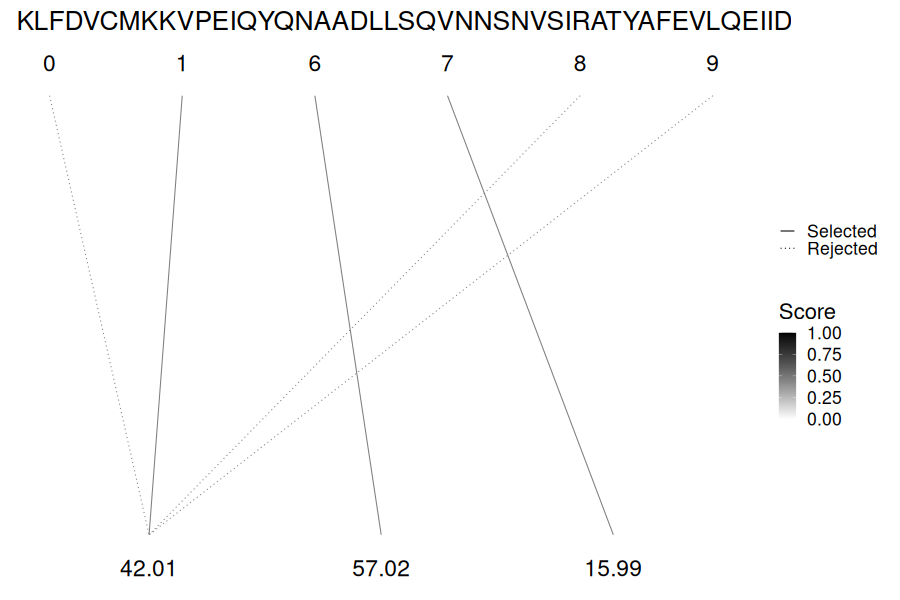 KLFDVCMKKVPEIQYQNAADLLSQVNNSNVSIRATYAFEVLQEIID
0 1 6 7 8 9
Selected
Rejected
Score
1.00
0.75
0.50
0.25
0.00
42.01 57.02 15.99